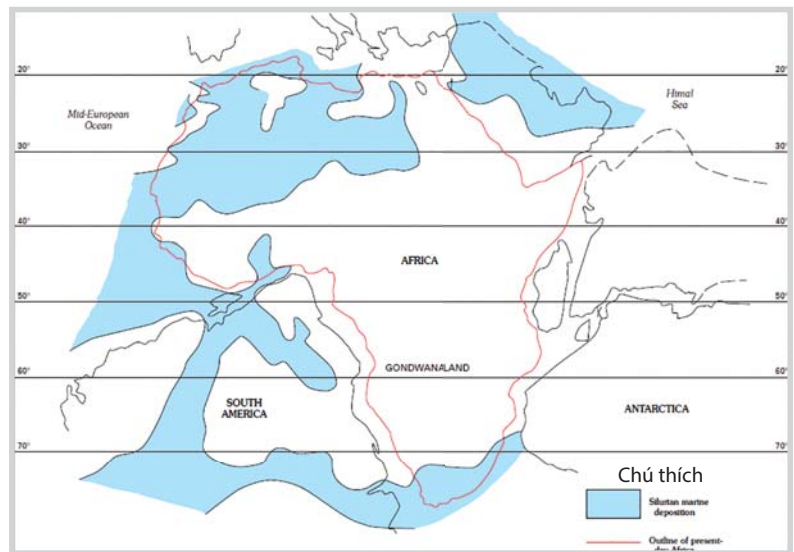 20°
20°
Mid-European
Ocean
Himal
Sea
30°
30°
40°
40°
AFRICA
50°
50°
GONDWANALAND
60°
60°
SOUTH
AMERICA
ANTARCTICA
70°
70°
Chú thích
Silurian marine
deposition
Outline of present-
day Africa